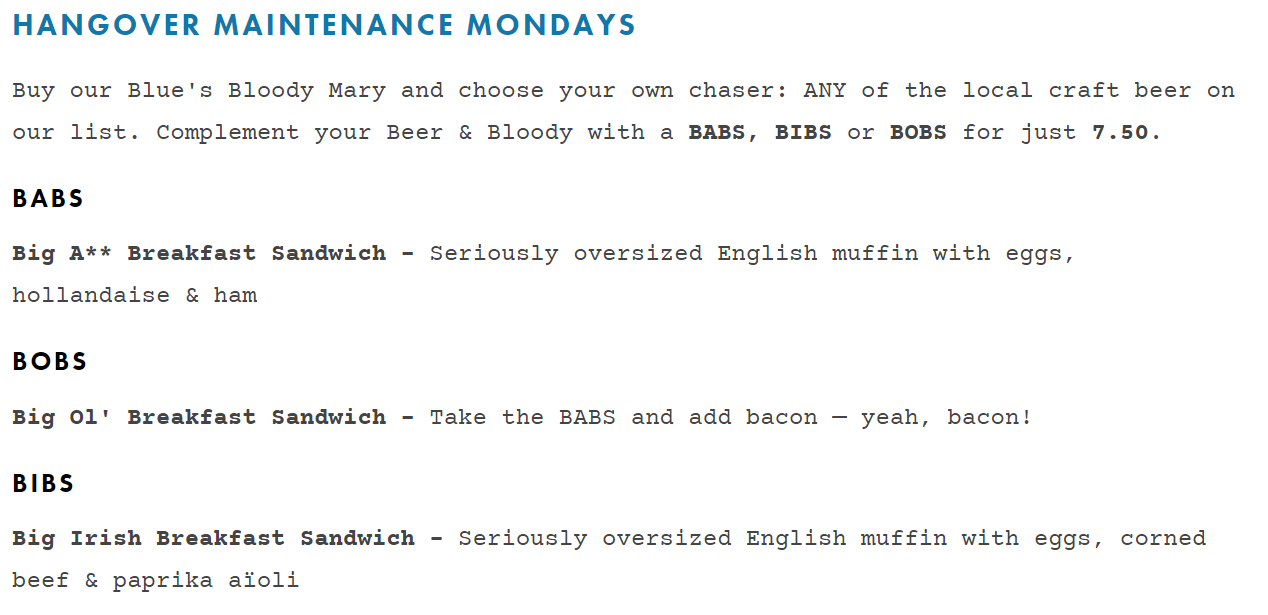 HANGOVER MAINTENANCE MONDAYS
Buy our Blue's Bloody Mary and choose your own chaser: ANY of the local craft beer on
our list. Complement your Beer & Bloody with a BABS, BIBS or BOBS for just 7.50.
BABS
Big A** Breakfast Sandwich – Seriously oversized English muffin with eggs,
hollandaise & ham
BOBS
Big Ol' Breakfast Sandwich – Take the BABS and add bacon — yeah, bacon!
BIBS
Big Irish Breakfast Sandwich – Seriously oversized English muffin with eggs, corned
beef & paprika aïoli